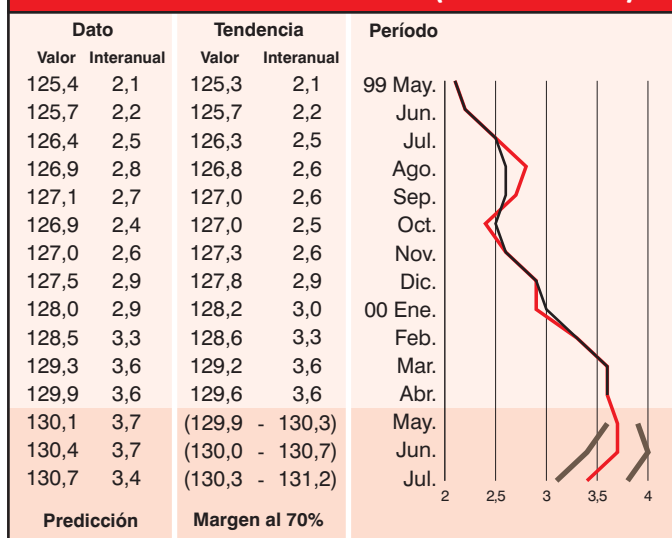 Dato Tendencia Período
Valor Interanual Valor Interanual
125,4 2,1 125,3 2,1 99 May.
125,7 2,2 125,7 2,2 Jun.
126,4 2,5 126,3 2,5 Jul.
126,9 2,8 126,8 2,6 Ago.
127,1 2,7 127,0 2,6 Sep.
126,9 2,4 127,0 2,5 Oct.
127,0 2,6 127,3 2,6 Nov.
127,5 2,9 127,8 2,9 Dic.
128,0 2,9 128,2 3,0 00 Ene.
128,5 3,3 128,6 3,3 Feb.
129,3 3,6 129,2 3,6 Mar.
129,9 3,6 129,6 3,6 Abr.
130,1 3,7 (129,9 - 130,3) May.
130,4 3,7 (130,0 - 130,7) Jun.
130,7 3,4 (130,3 - 131,2) Jul.
2 2,5 3 3,5 4
Predicción Margen al 70%